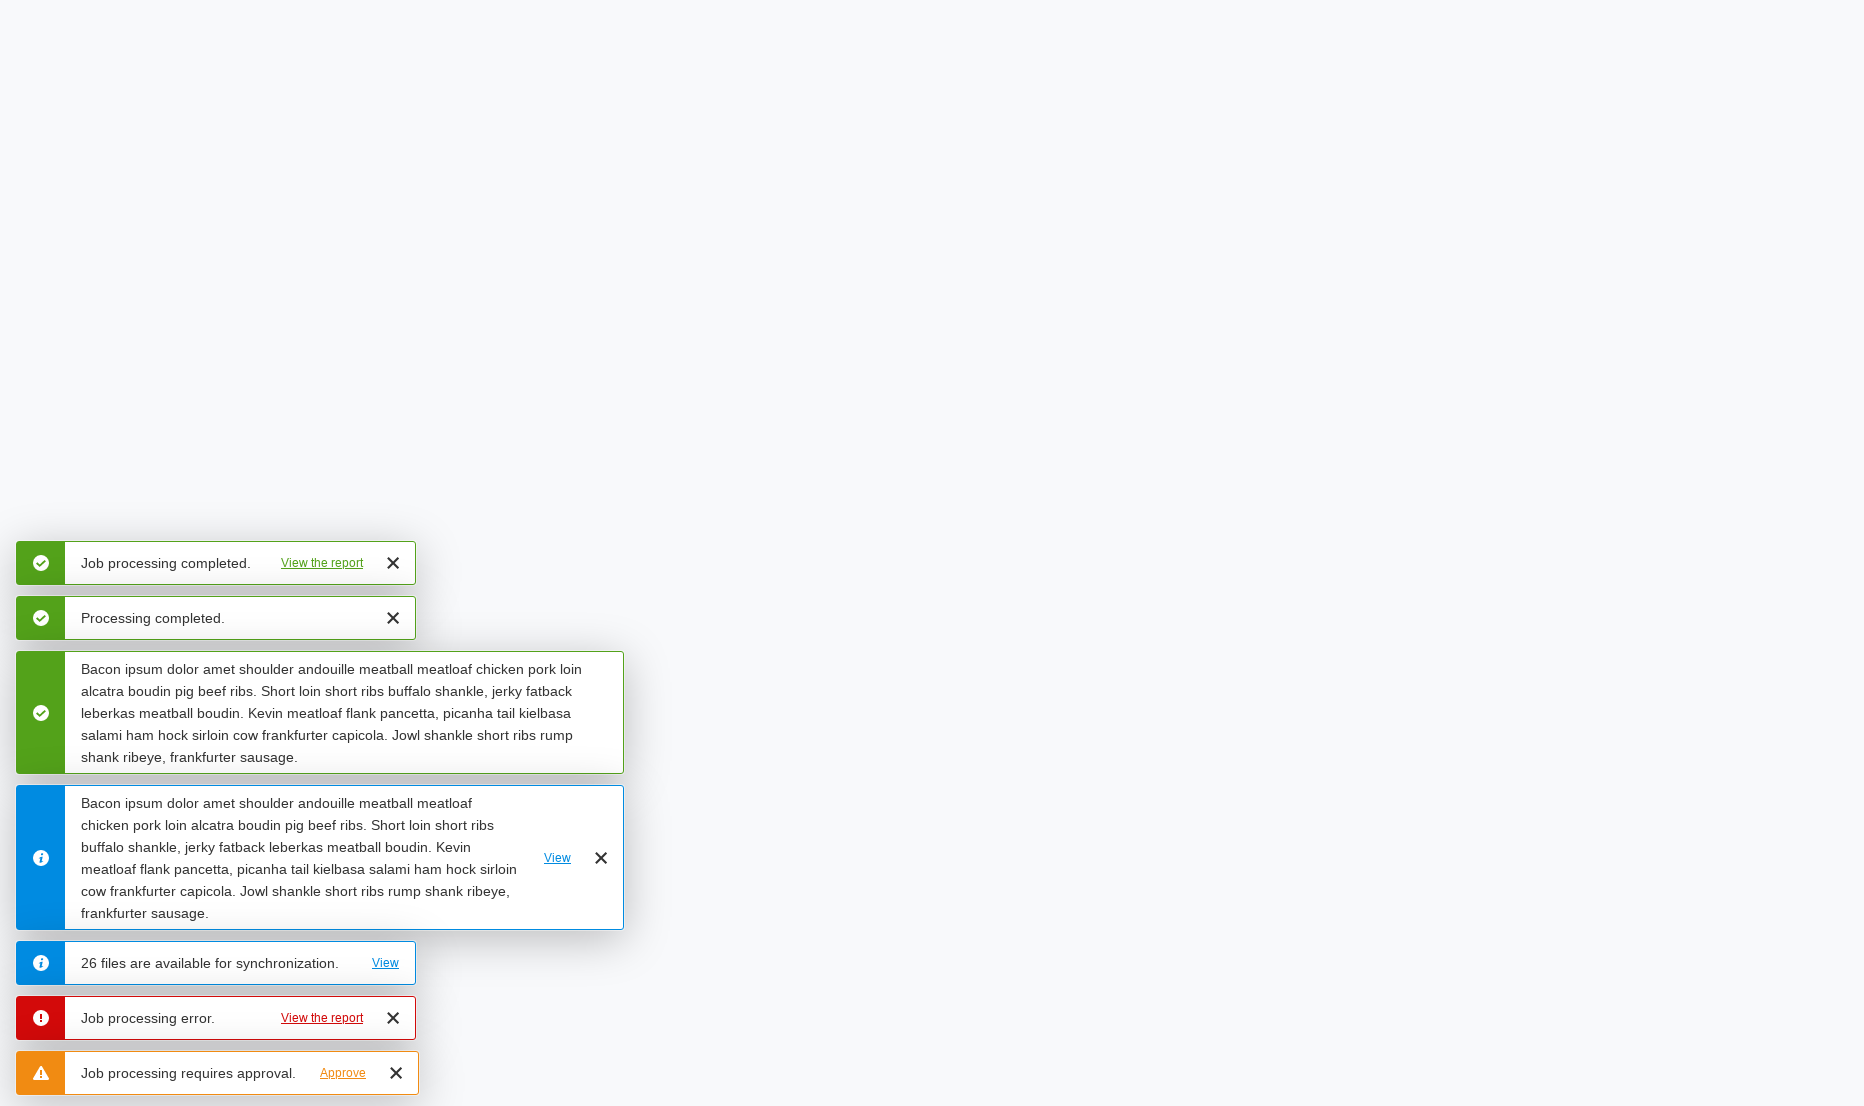 Job processing completed. View the report
Processing completed.
Bacon ipsum dolor amet shoulder andouille meatball meatloaf chicken pork loin
alcatra boudin pig beef ribs. Short loin short ribs buffalo shankle, jerky fatback
leberkas meatball boudin. Kevin meatloaf flank pancetta, picanha tail kielbasa
salami ham hock sirloin cow frankfurter capicola. Jowl shankle short ribs rump
shank ribeye, frankfurter sausage.
Bacon ipsum dolor amet shoulder andouille meatball meatloaf
chicken pork loin alcatra boudin pig beef ribs. Short loin short ribs
buffalo shankle, jerky fatback leberkas meatball boudin. Kevin
meatloaf flank pancetta, picanha tail kielbasa salami ham hock sirloin
cow frankfurter capicola. Jowl shankle short ribs rump shank ribeye,
frankfurter sausage.
View
26 files are available for synchronization. View
Job processing error. View the report
Job processing requires approval. Approve